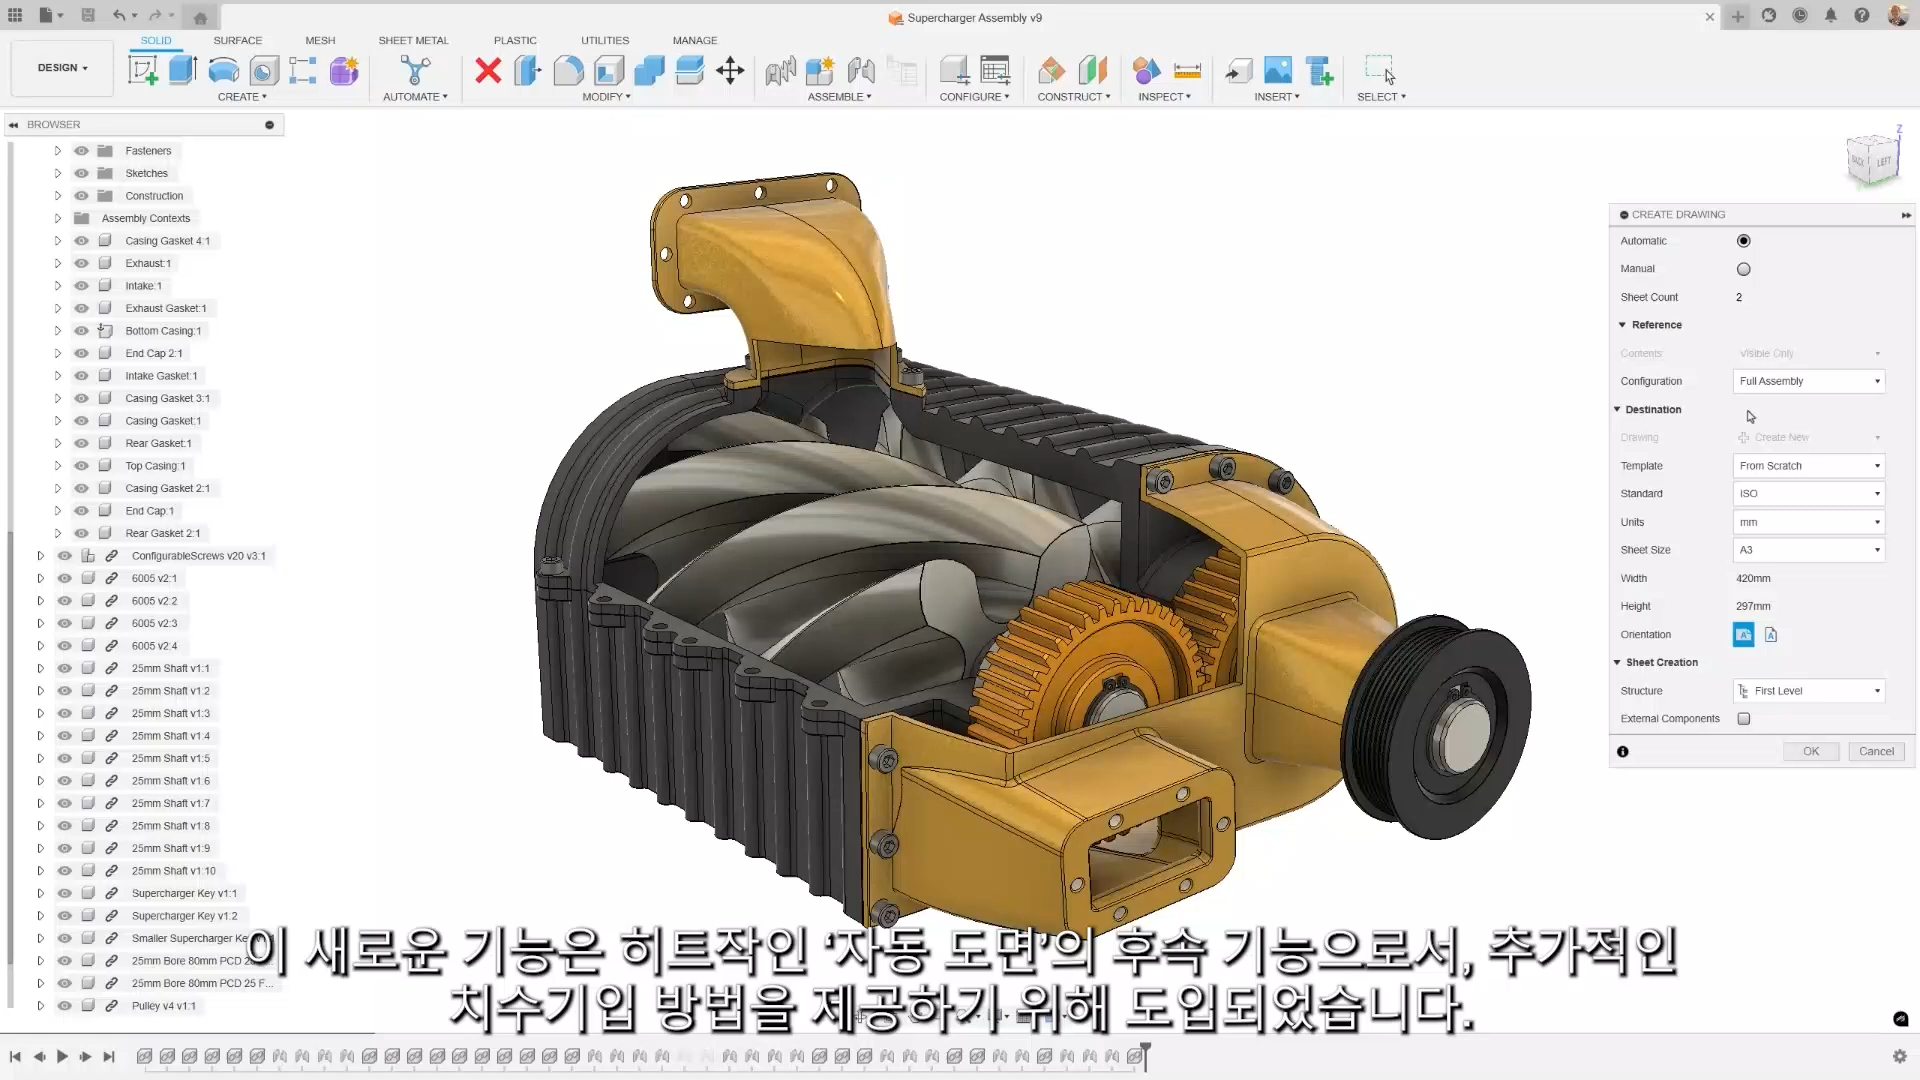 Supercharger Assembly v9
SOLID SURFACE MESH SHEET METAL PLASTIC UTILITIES MANAGE
DESIGN
CREATE AUTOMATE MODIFY ASSEMBLE CONFIGURE CONSTRUCT INSPECT INSERT SELECT
BROWSER
Fasteners
Sketches
Construction
Assembly Contexts
Casing Gasket 4:1
Exhaust:1
Intake:1
Exhaust Gasket:1
Bottom Casing:1
End Cap 2:1
Intake Gasket:1
Casing Gasket 3:1
Casing Gasket:1
Rear Gasket:1
Top Casing:1
Casing Gasket 2:1
End Cap:1
Rear Gasket 2:1
ConfigurableScrews v20 v3:1
6005 v2:1
6005 v2:2
6005 v2:3
6005 v2:4
25mm Shaft v1:1
25mm Shaft v1:2
25mm Shaft v1:3
25mm Shaft v1:4
25mm Shaft v1:5
25mm Shaft v1:6
25mm Shaft v1:7
25mm Shaft v1:8
25mm Shaft v1:9
25mm Shaft v1:10
Supercharger Key v1:1
Supercharger Key v1:2
Smaller Supercharger
25mm Bore 80mm PCD
25mm Bore 80mm PCD 25 F...
Pulley v4 v1:1
Z
BACK LEFT
CREATE DRAWING
Automatic
Manual
Sheet Count 2
Reference
Contents Visible Only
Configuration Full Assembly
Destination
Drawing Create New
Template From Scratch
Standard ISO
Units mm
Sheet Size A3
Width 420mm
Height 297mm
Orientation A A
Sheet Creation
Structure First Level
External Components
OK Cancel
이 새로운 기능은 히트작인 ‘자동 도면’의 후속 기능으로서, 추가적인
치수기입 방법을 제공하기 위해 도입되었습니다.